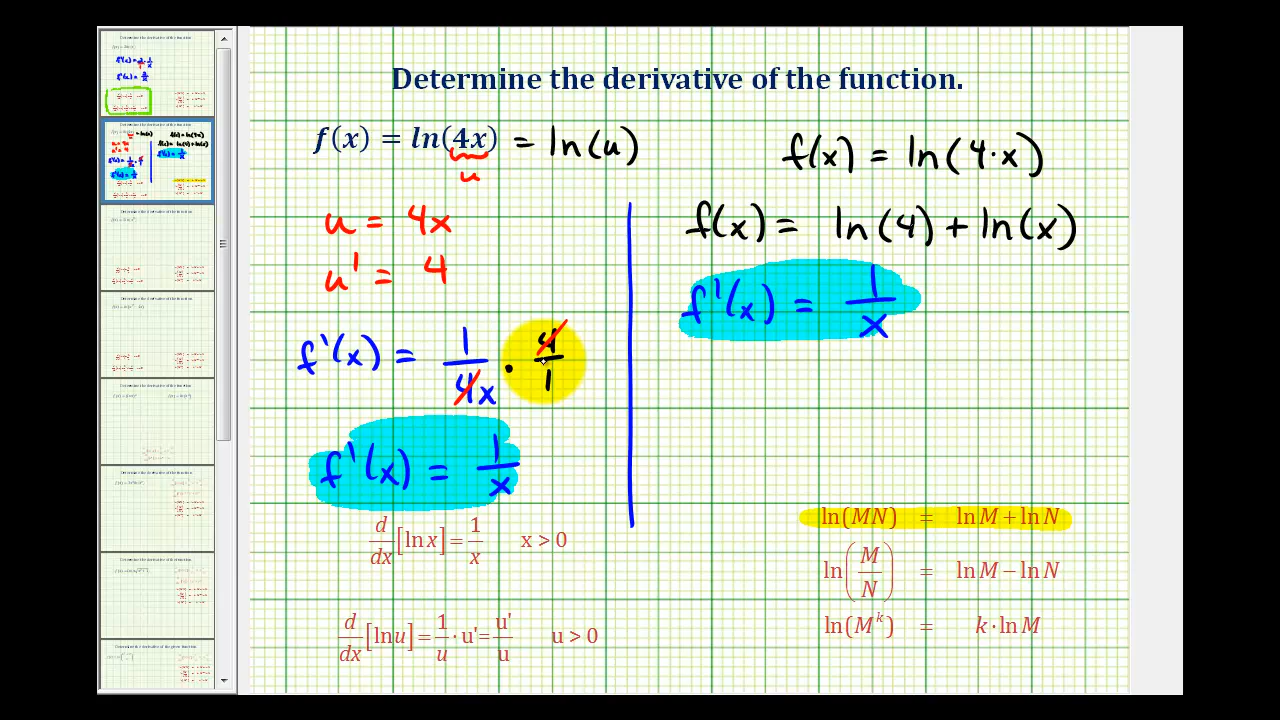 Determine the derivative of the function.
f(x) = ln(4x) = ln(u)
u
u = 4x
u' = 4
f'(x) = 1/4x · 4/1
f'(x) = 1/x
d/dx[ln x] = 1/x x > 0
d/dx[ln u] = 1/u · u' = u'/u u > 0
f(x) = ln(4·x)
f(x) = ln(4) + ln(x)
f'(x) = 1/x
ln(MN) = ln M + ln N
ln(M/N) = ln M − ln N
ln(M^k) = k · ln M